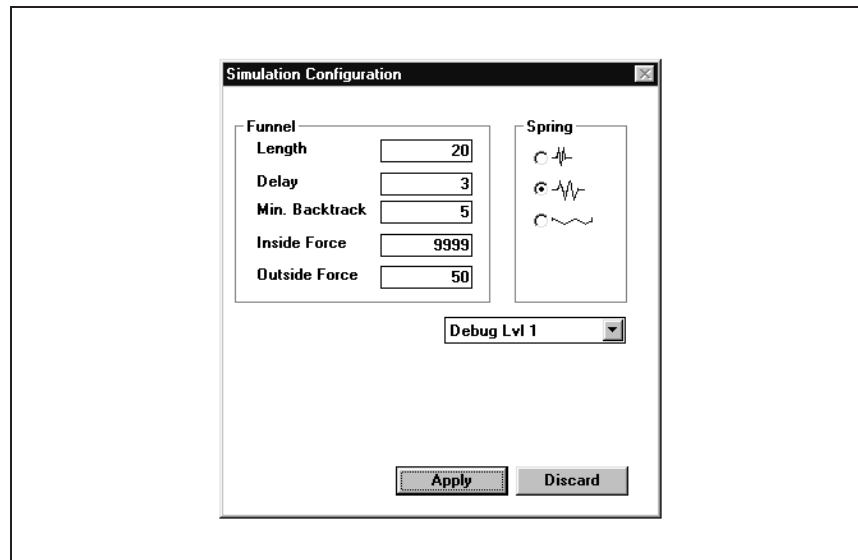 Simulation Configuration
Funnel
Length 20
Delay 3
Min. Backtrack 5
Inside Force 9999
Outside Force 50
Spring
Debug Lvl 1
Apply Discard